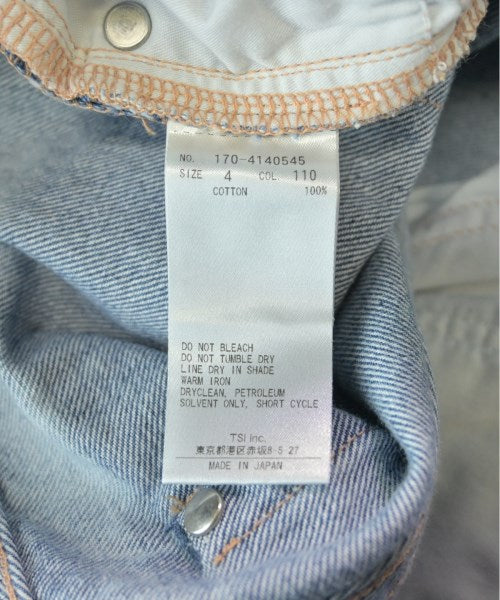 NO. 170-4140545
SIZE 4 COL. 110
COTTON 100%
DO NOT BLEACH
DO NOT TUMBLE DRY
LINE DRY IN SHADE
WARM IRON
DRYCLEAN, PETROLEUM
SOLVENT ONLY, SHORT CYCLE
TSI inc.
東京都港区赤坂8-5-27
MADE IN JAPAN